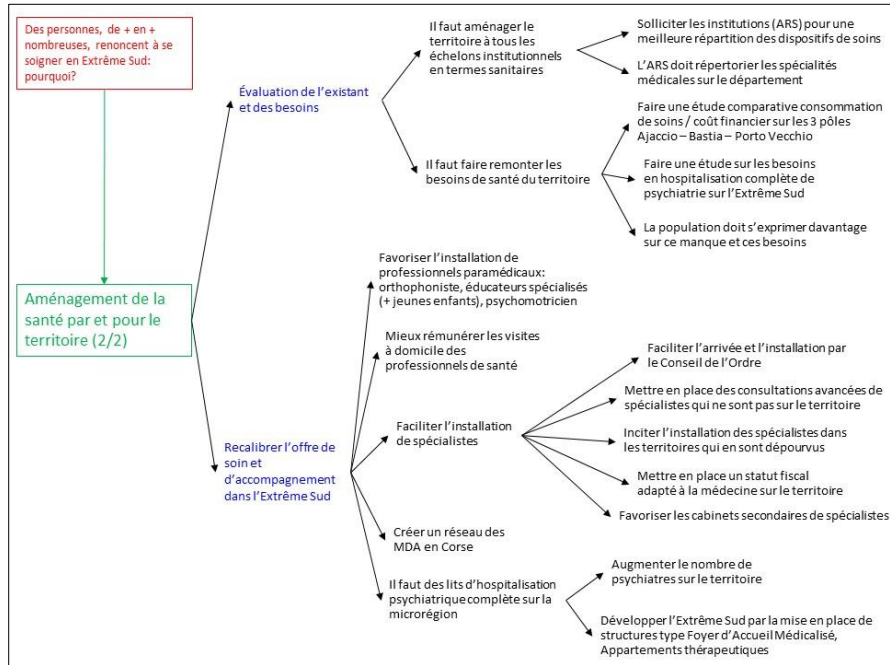 Des personnes, de + en +
nombreuses, renoncent à se
soigner en Extrême Sud:
pourquoi?
Aménagement de la
santé par et pour le
territoire (2/2)
Évaluation de l'existant
et des besoins
Il faut aménager le
territoire à tous les
échelons institutionnels
en termes sanitaires
Solliciter les institutions (ARS) pour une
meilleure répartition des dispositifs de soins
L'ARS doit répertorier les spécialités
médicales sur le département
Il faut faire remonter les
besoins de santé du territoire
Faire une étude comparative consommation
de soins / coût financier sur les 3 pôles
Ajaccio – Bastia – Porto Vecchio
Faire une étude sur les besoins
en hospitalisation complète de
psychiatrie sur l'Extrême Sud
La population doit s'exprimer davantage
sur ce manque et ces besoins
Recalibrer l'offre de
soin et
d'accompagnement
dans l'Extrême Sud
Favoriser l'installation de
professionnels paramédicaux:
orthophoniste, éducateurs spécialisés
(+ jeunes enfants), psychomotricien
Mieux rémunérer les visites
à domicile des
professionnels de santé
Faciliter l'installation
de spécialistes
Faciliter l'arrivée et l'installation par
le Conseil de l'Ordre
Mettre en place des consultations avancées de
spécialistes qui ne sont pas sur le territoire
Inciter l'installation des spécialistes dans
les territoires qui en sont dépourvus
Mettre en place un statut fiscal
adapté à la médecine sur le territoire
Favoriser les cabinets secondaires de spécialistes
Créer un réseau des
MDA en Corse
Il faut des lits d'hospitalisation
psychiatrique complète sur la
microrégion
Augmenter le nombre de
psychiatres sur le territoire
Développer l'Extrême Sud par la mise en place de
structures type Foyer d'Accueil Médicalisé,
Appartements thérapeutiques